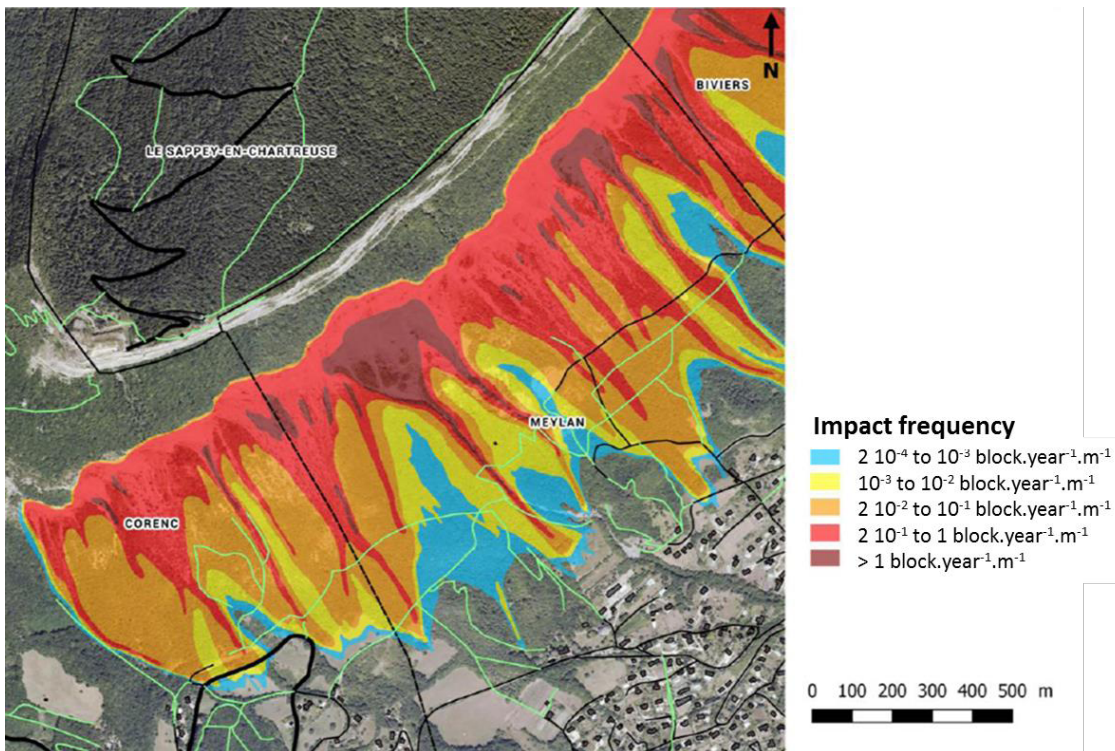 N
BIVIERS
LE SAPPEY-EN-CHARTREUSE
MEYLAN
CORENC
Impact frequency
2 10⁻⁴ to 10⁻³ block.year⁻¹.m⁻¹
10⁻³ to 10⁻² block.year⁻¹.m⁻¹
2 10⁻² to 10⁻¹ block.year⁻¹.m⁻¹
2 10⁻¹ to 1 block.year⁻¹.m⁻¹
> 1 block.year⁻¹.m⁻¹
0 100 200 300 400 500 m